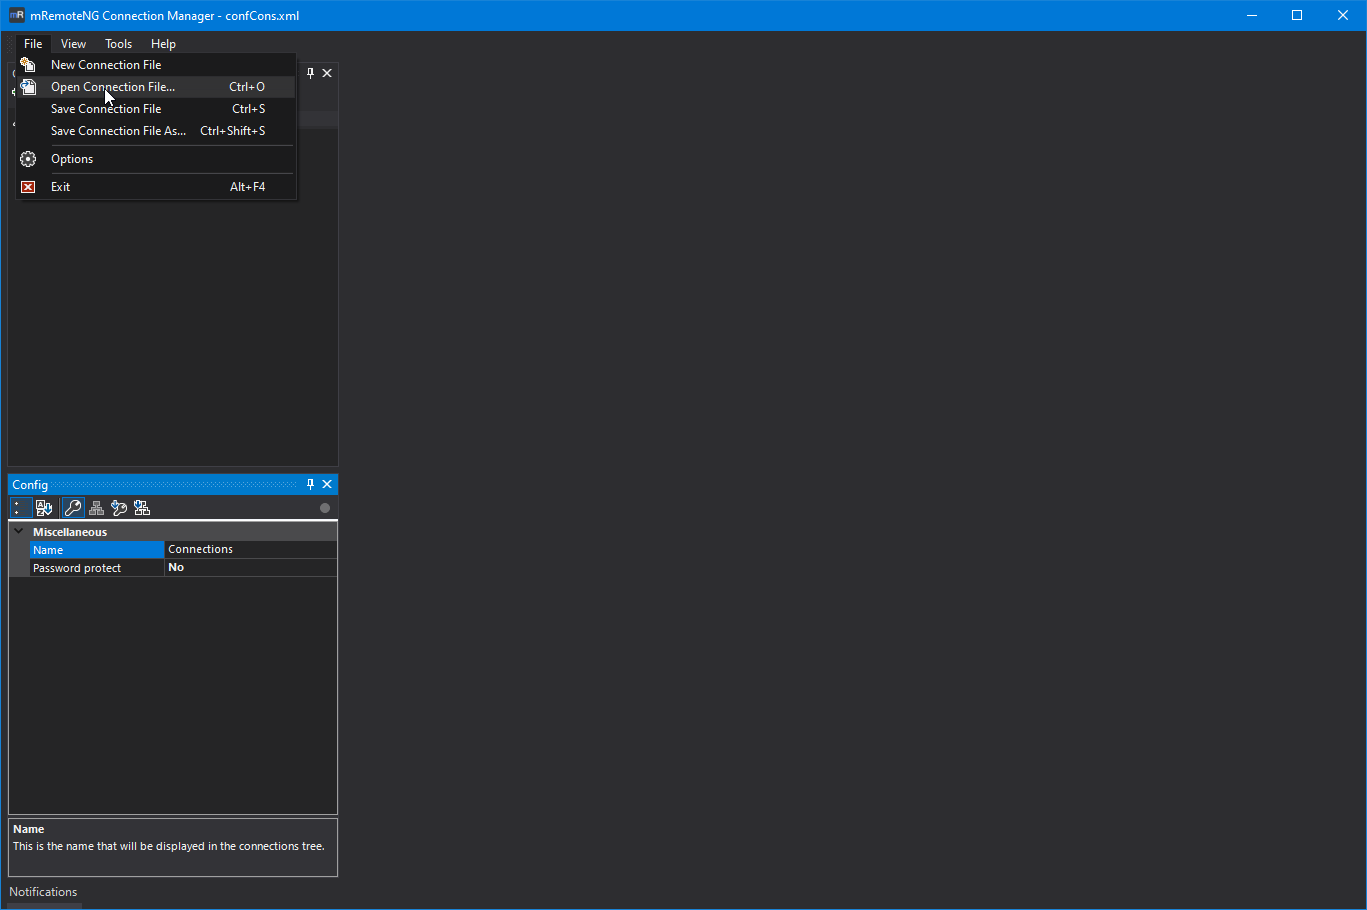 mR mRemoteNG Connection Manager - confCons.xml
File View Tools Help
New Connection File
Open Connection File... Ctrl+O
Save Connection File Ctrl+S
Save Connection File As... Ctrl+Shift+S
Options
Exit Alt+F4
Config
Miscellaneous
Name Connections
Password protect No
Name
This is the name that will be displayed in the connections tree.
Notifications